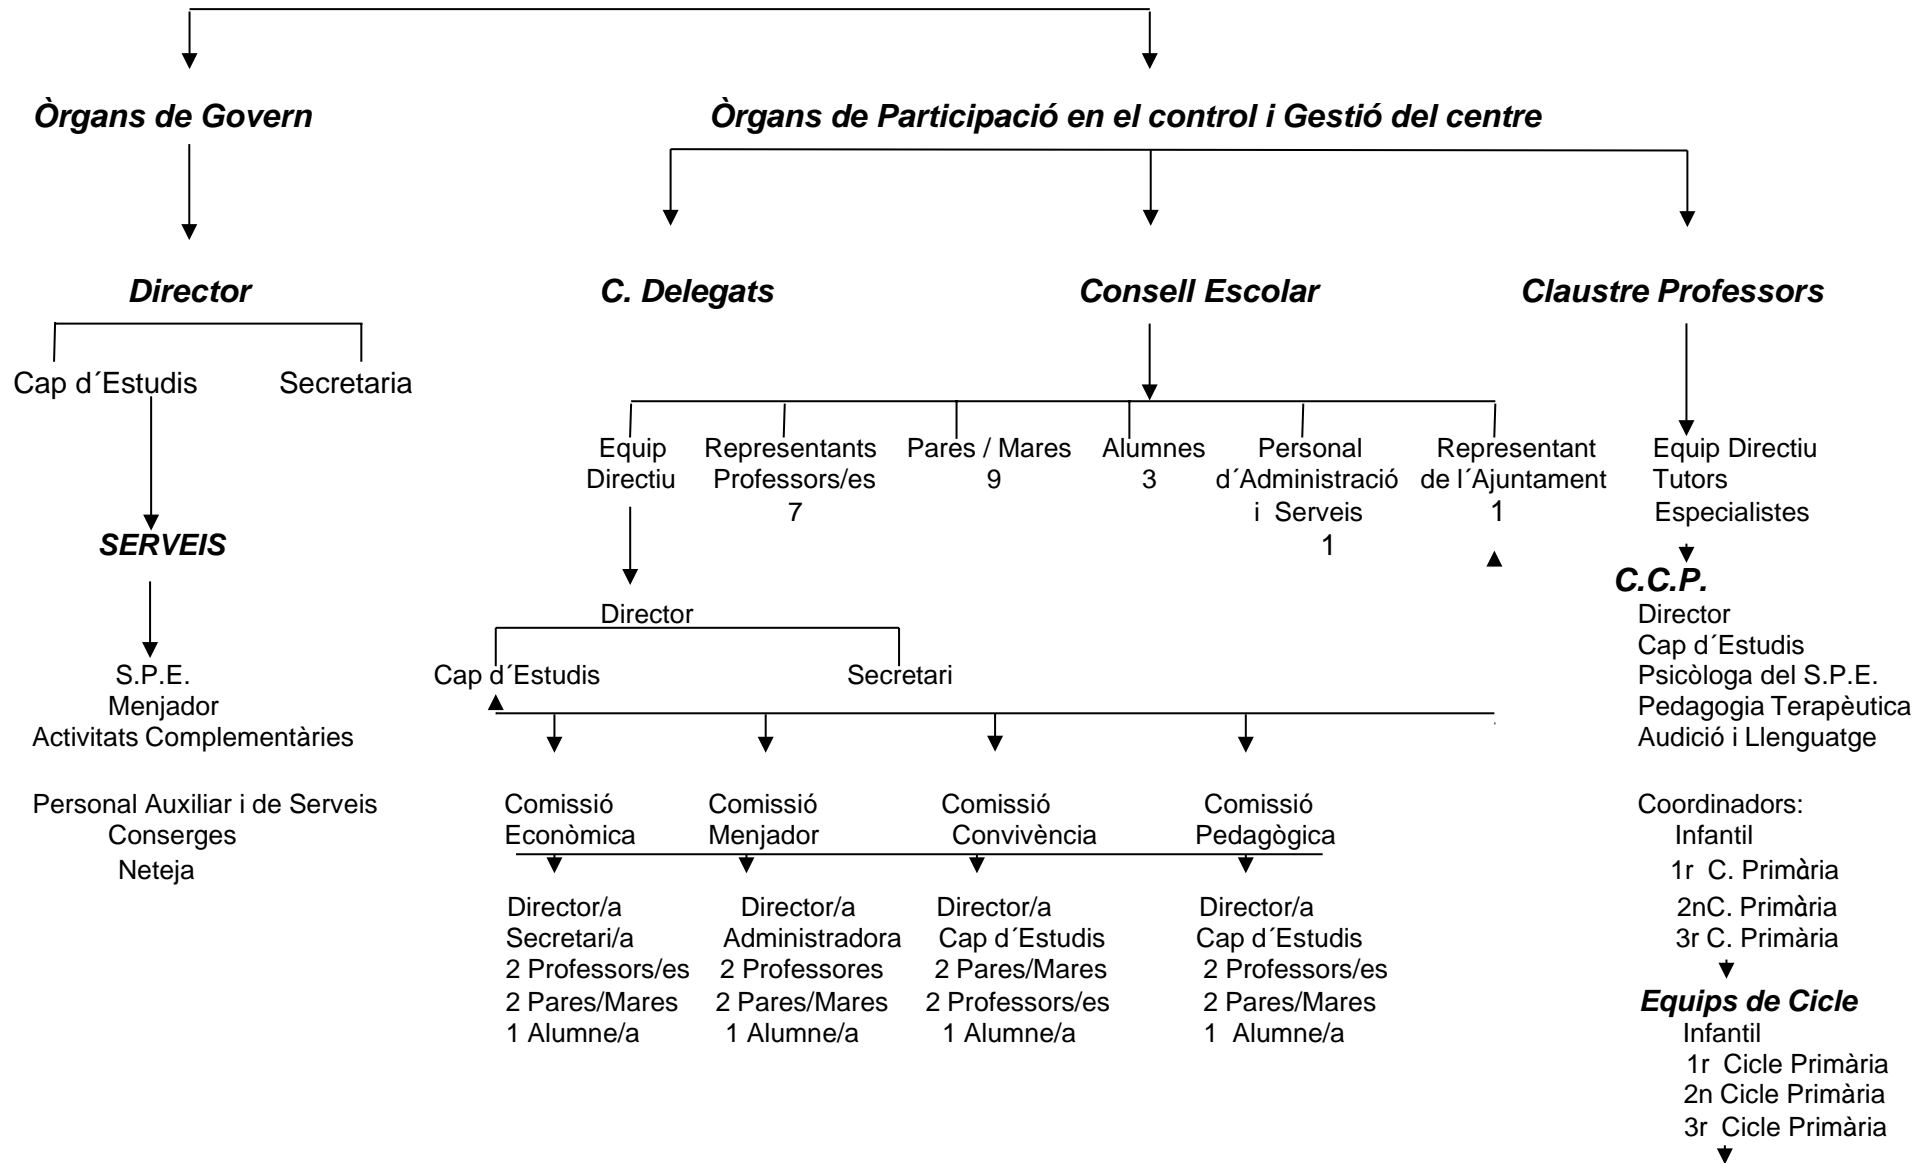 Òrgans de Govern
Òrgans de Participació en el control i Gestió del centre
Director
C. Delegats
Consell Escolar
Claustre Professors
Cap d´Estudis
Secretaria
SERVEIS
S.P.E.
Menjador
Activitats Complementàries
Personal Auxiliar i de Serveis
Conserges
Neteja
Equip
Directiu
Representants
Professors/es
7
Pares / Mares
9
Alumnes
3
Personal
d´Administració
i Serveis
1
Representant
de l´Ajuntament
1
Director
Cap d´Estudis
Secretari
Comissió
Econòmica
Director/a
Secretari/a
2 Professors/es
2 Pares/Mares
1 Alumne/a
Comissió
Menjador
Director/a
Administradora
2 Professores
2 Pares/Mares
1 Alumne/a
Comissió
Convivència
Director/a
Cap d´Estudis
2 Pares/Mares
2 Professors/es
1 Alumne/a
Comissió
Pedagògica
Director/a
Cap d´Estudis
2 Professors/es
2 Pares/Mares
1 Alumne/a
Equip Directiu
Tutors
Especialistes
C.C.P.
Director
Cap d´Estudis
Psicòloga del S.P.E.
Pedagogia Terapèutica
Audició i Llenguatge
Coordinadors:
Infantil
1r C. Primària
2nC. Primària
3r C. Primària
Equips de Cicle
Infantil
1r Cicle Primària
2n Cicle Primària
3r Cicle Primària